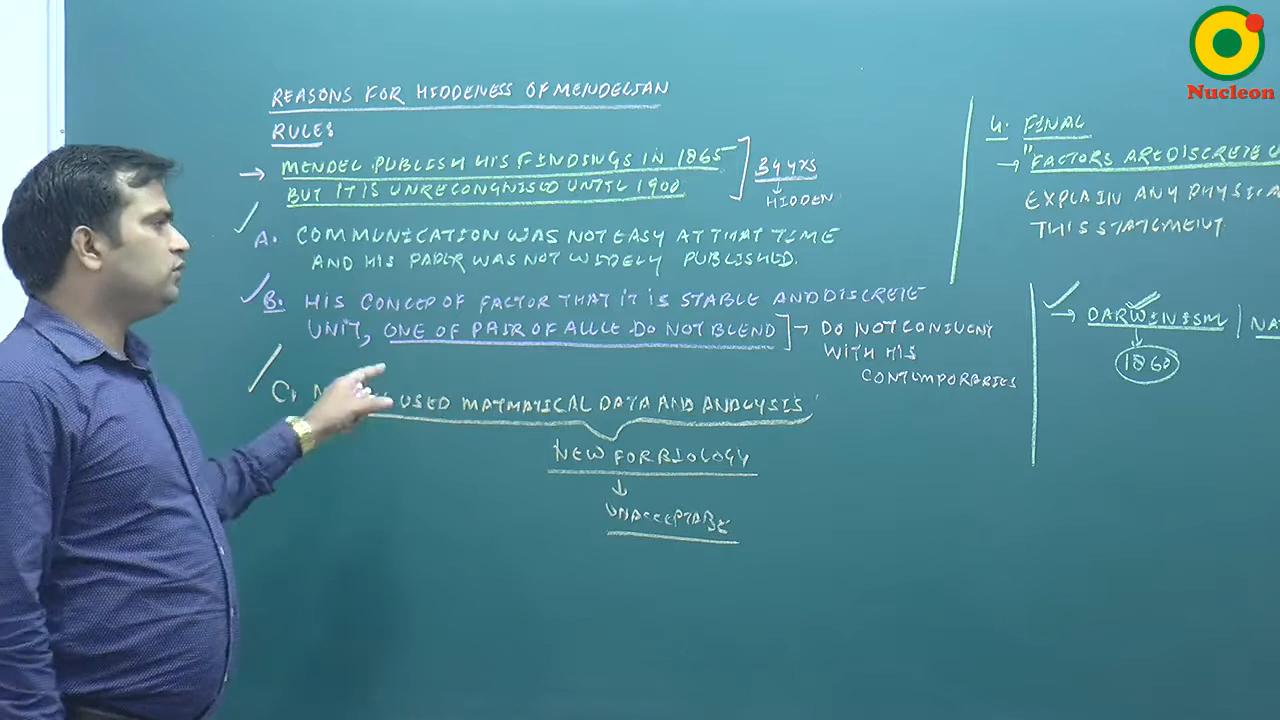 REASONS FOR HIDDENESS OF MENDELIAN
RULES
→ MENDEL PUBLISH HIS FINDINGS IN 1865
BUT IT IS UNRECONGNISED UNTIL 1900
34 yrs
↓
HIDDEN
A. COMMUNICATION WAS NOT EASY AT THAT TIME
AND HIS PAPER WAS NOT WIDELY PUBLISHED.
B. HIS CONCEP OF FACTOR THAT IT IS STABLE AND DISCRETE
UNIT, ONE OF PAIR OF ALLLE DO NOT BLEND
→ DO NOT
WITH HIS
CONTEMPORARIES
C. USED MATMATICAL DATA AND ANALYSIS
NEW FOR BIOLOGY
↓
UNACCEPTABE
4. FINAL
→ "FACTORS ARE DISCRETE U
EXPLAIN ANY PHYSICA
THIS STATEMENT
→ DARWINISM | NA
↓
1860
Nucleon